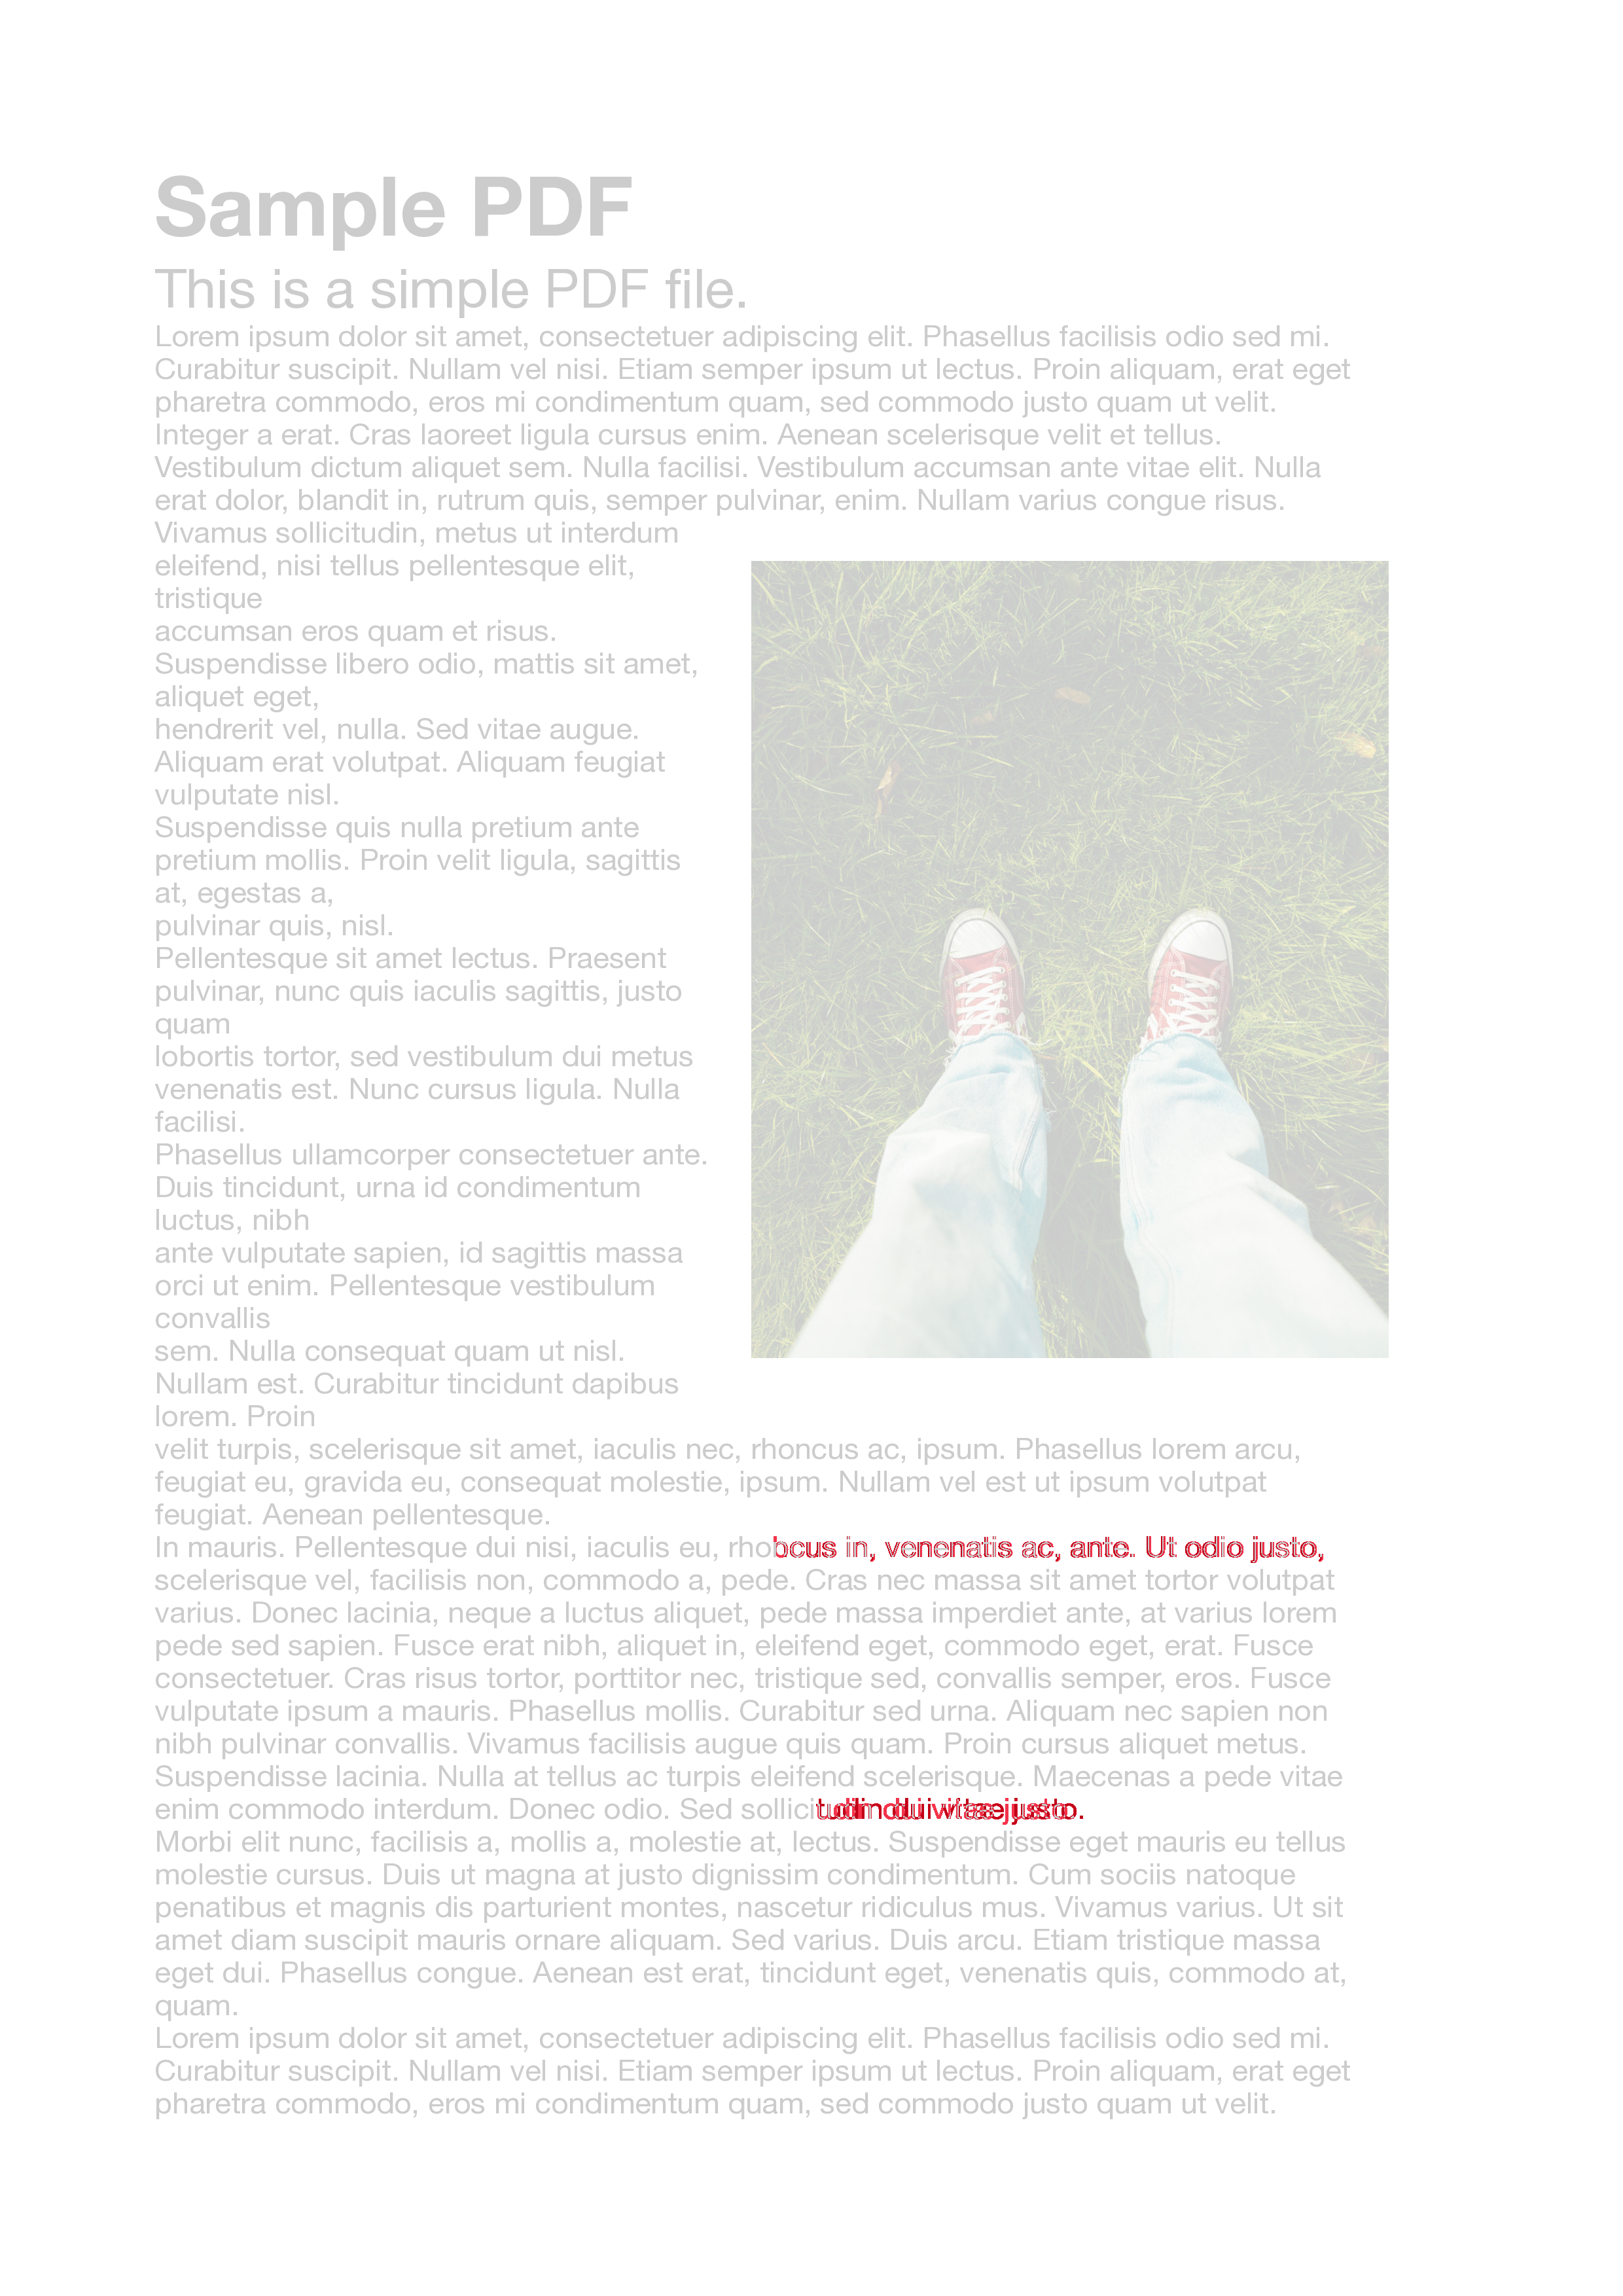 Sample PDF
This is a simple PDF file.
Lorem ipsum dolor sit amet, consectetuer adipiscing elit. Phasellus facilisis odio sed mi.
Curabitur suscipit. Nullam vel nisi. Etiam semper ipsum ut lectus. Proin aliquam, erat eget
pharetra commodo, eros mi condimentum quam, sed commodo justo quam ut velit.
Integer a erat. Cras laoreet ligula cursus enim. Aenean scelerisque velit et tellus.
Vestibulum dictum aliquet sem. Nulla facilisi. Vestibulum accumsan ante vitae elit. Nulla
erat dolor, blandit in, rutrum quis, semper pulvinar, enim. Nullam varius congue risus.
Vivamus sollicitudin, metus ut interdum
eleifend, nisi tellus pellentesque elit,
tristique
accumsan eros quam et risus.
Suspendisse libero odio, mattis sit amet,
aliquet eget,
hendrerit vel, nulla. Sed vitae augue.
Aliquam erat volutpat. Aliquam feugiat
vulputate nisl.
Suspendisse quis nulla pretium ante
pretium mollis. Proin velit ligula, sagittis
at, egestas a,
pulvinar quis, nisl.
Pellentesque sit amet lectus. Praesent
pulvinar, nunc quis iaculis sagittis, justo
quam
lobortis tortor, sed vestibulum dui metus
venenatis est. Nunc cursus ligula. Nulla
facilisi.
Phasellus ullamcorper consectetuer ante.
Duis tincidunt, urna id condimentum
luctus, nibh
ante vulputate sapien, id sagittis massa
orci ut enim. Pellentesque vestibulum
convallis
sem. Nulla consequat quam ut nisl.
Nullam est. Curabitur tincidunt dapibus
lorem. Proin
velit turpis, scelerisque sit amet, iaculis nec, rhoncus ac, ipsum. Phasellus lorem arcu,
feugiat eu, gravida eu, consequat molestie, ipsum. Nullam vel est ut ipsum volutpat
feugiat. Aenean pellentesque.
In mauris. Pellentesque dui nisi, iaculis eu, in, venenatis ac, ante. Ut odio justo,
scelerisque vel, facilisis non, commodo a, pede. Cras nec massa sit amet tortor volutpat
varius. Donec lacinia, neque a luctus aliquet, pede massa imperdiet ante, at varius lorem
pede sed sapien. Fusce erat nibh, aliquet in, eleifend eget, commodo eget, erat. Fusce
consectetuer. Cras risus tortor, porttitor nec, tristique sed, convallis semper, eros. Fusce
vulputate ipsum a mauris. Phasellus mollis. Curabitur sed urna. Aliquam nec sapien non
nibh pulvinar convallis. Vivamus facilisis augue quis quam. Proin cursus aliquet metus.
Suspendisse lacinia. Nulla at tellus ac turpis eleifend scelerisque. Maecenas a pede vitae
enim commodo interdum. Donec odio. Sed dui vitae justo.
Morbi elit nunc, facilisis a, mollis a, molestie at, lectus. Suspendisse eget mauris eu tellus
molestie cursus. Duis ut magna at justo dignissim condimentum. Cum sociis natoque
penatibus et magnis dis parturient montes, nascetur ridiculus mus. Vivamus varius. Ut sit
amet diam suscipit mauris ornare aliquam. Sed varius. Duis arcu. Etiam tristique massa
eget dui. Phasellus congue. Aenean est erat, tincidunt eget, venenatis quis, commodo at,
quam.
Lorem ipsum dolor sit amet, consectetuer adipiscing elit. Phasellus facilisis odio sed mi.
Curabitur suscipit. Nullam vel nisi. Etiam semper ipsum ut lectus. Proin aliquam, erat eget
pharetra commodo, eros mi condimentum quam, sed commodo justo quam ut velit.